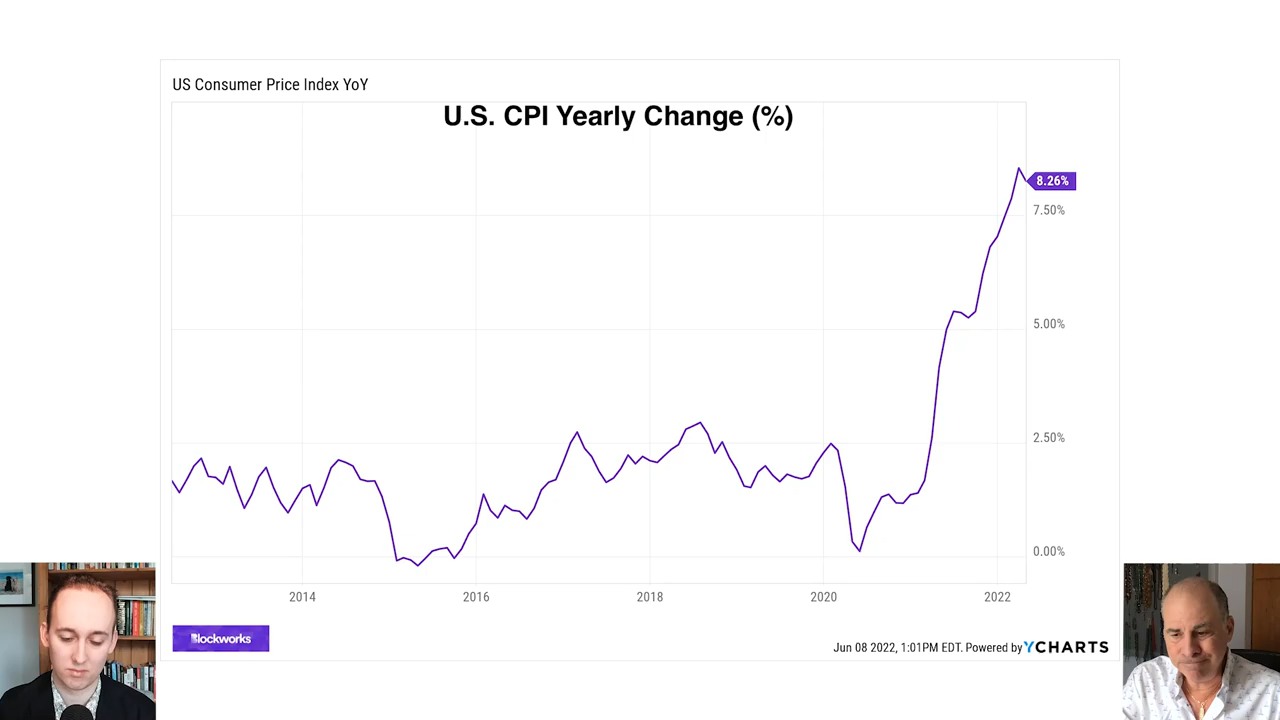 US Consumer Price Index YoY
U.S. CPI Yearly Change (%)
8.26%
7.50%
5.00%
2.50%
0.00%
2014 2016 2018 2020 2022
Blockworks
Jun 08 2022, 1:01PM EDT. Powered by YCHARTS